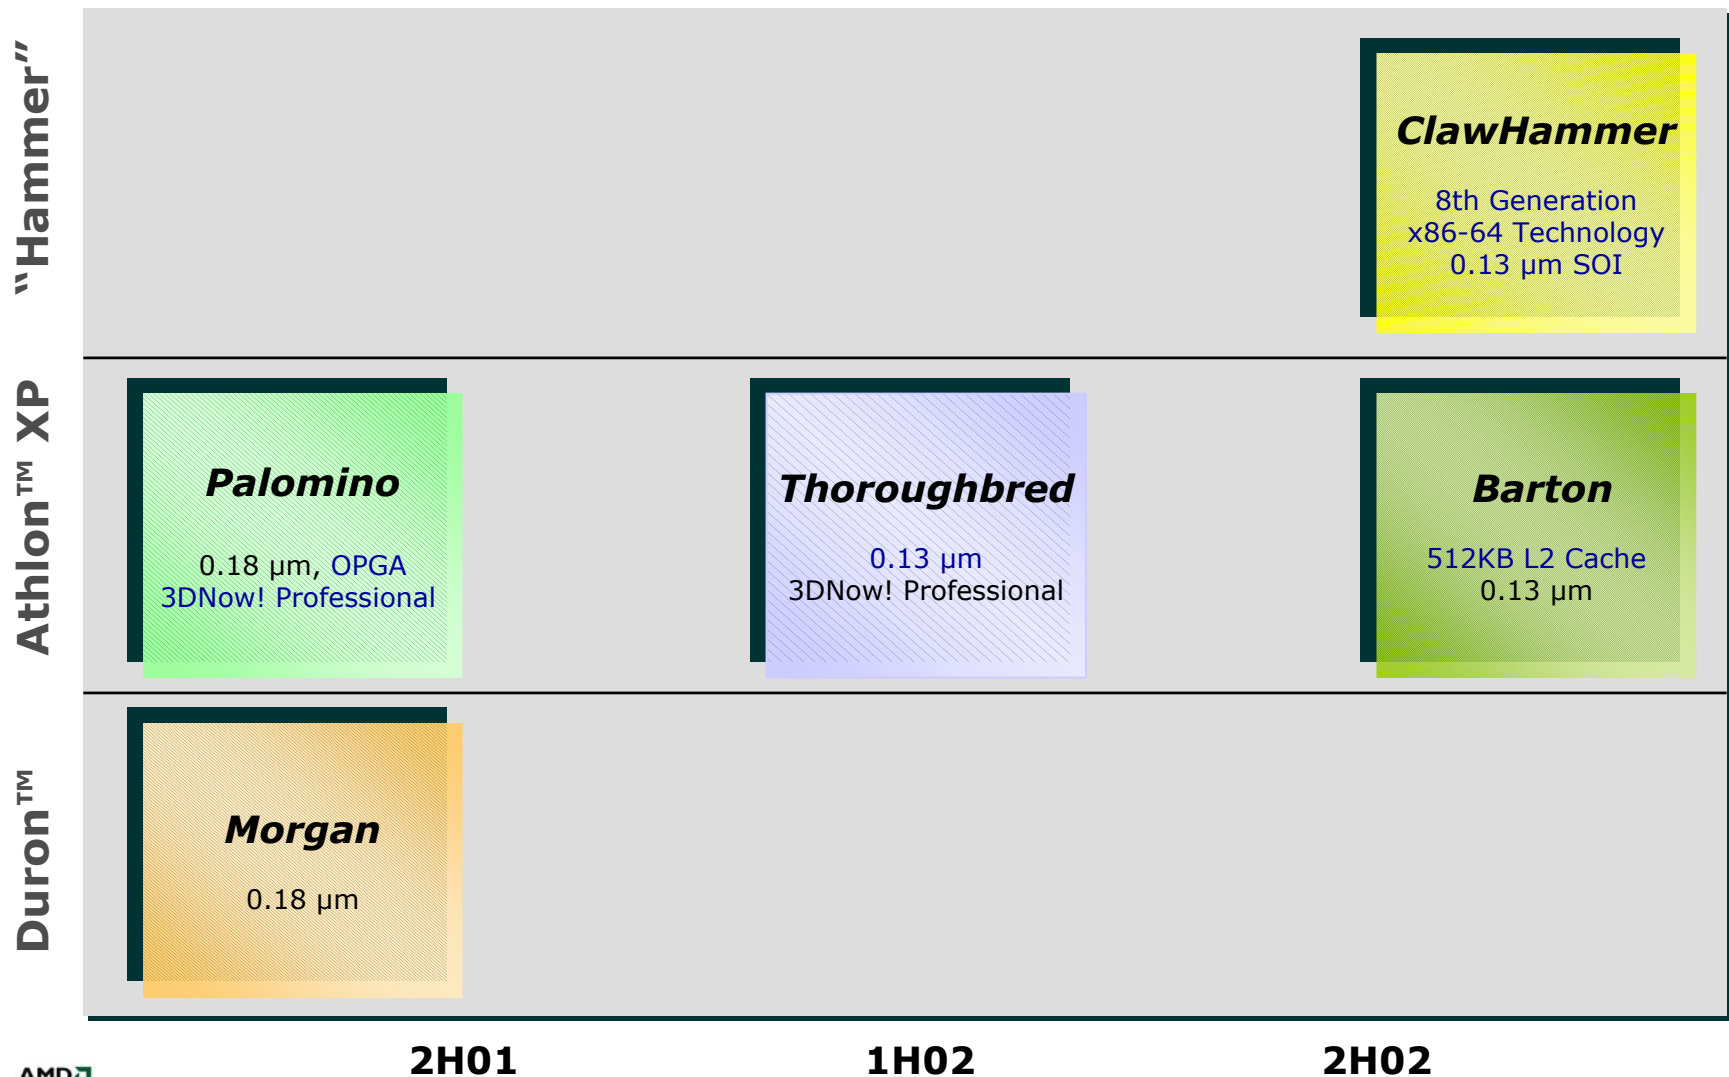 “Hammer”
ClawHammer
8th Generation
x86-64 Technology
0.13 µm SOI
Athlon™ XP
Palomino
0.18 µm, OPGA
3DNow! Professional
Thoroughbred
0.13 µm
3DNow! Professional
Barton
512KB L2 Cache
0.13 µm
Duron™
Morgan
0.18 µm
2H01
1H02
2H02
AMD